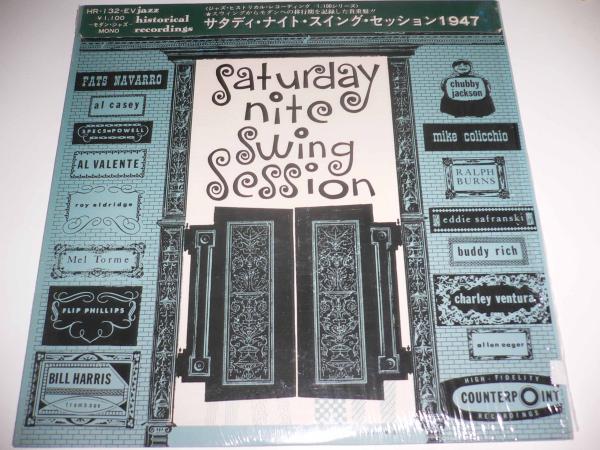 HR-132-EV
¥1,100
-モダン・ジャズ-
MONO
jazz
historical
recordings
〈ジャズ・ヒストリカル・レコーディング/1,100シリーズ〉
★スウィングからモダンへの移行期を記録した貴重盤!!
サタディ・ナイト・スイング・セッション1947
saturday
nite
swing
session
FATS NAVARRO
al casey
SPECS POWELL
AL VALENTE
roy eldridge
Mel Torme
FLIP PHILLIPS
BILL HARRIS
trombone
chubby
jackson
mike colicchio
RALPH
BURNS
eddie safranski
buddy rich
charley ventura
allen eager
HIGH-FIDELITY
COUNTERPOINT
RECORDINGS